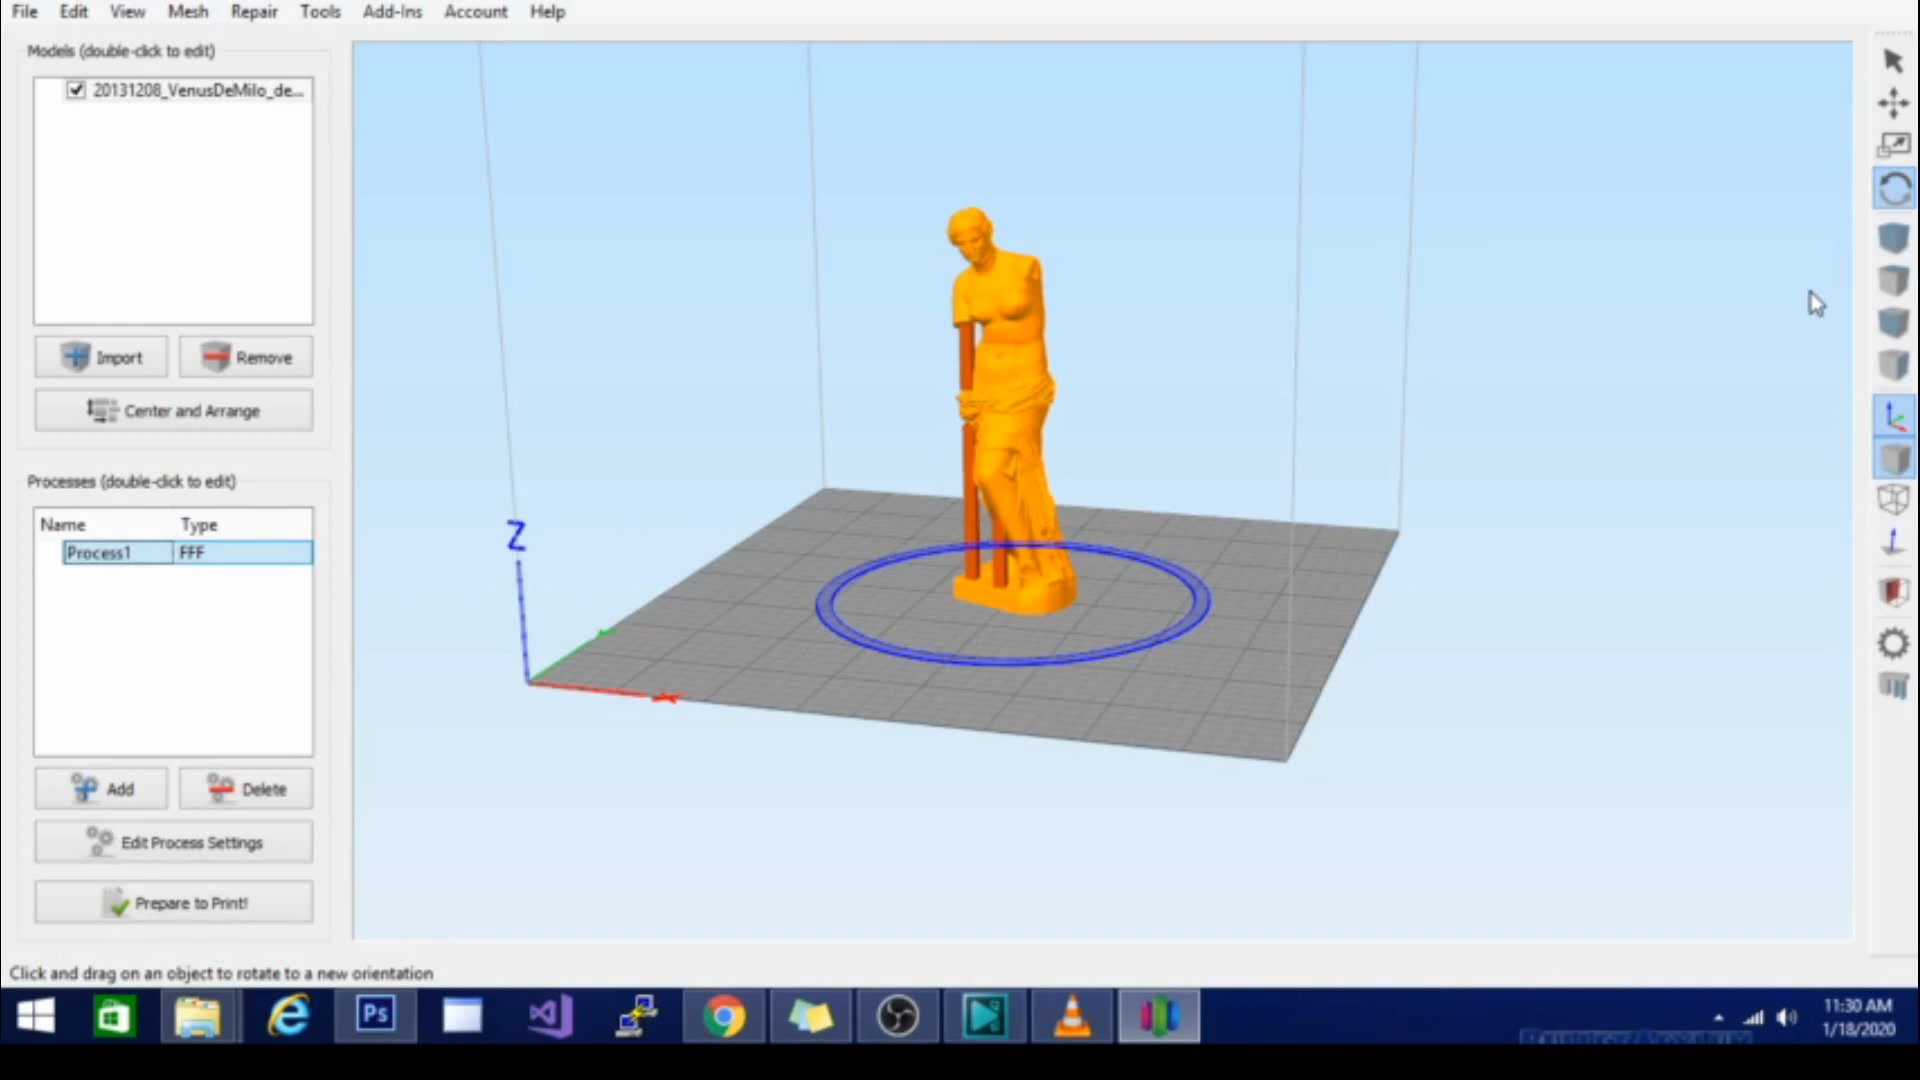 File Edit View Mesh Repair Tools Add-Ins Account Help
Models (double-click to edit)
20131208_VenusDeMilo_de...
Import Remove
Center and Arrange
Processes (double-click to edit)
Name Type
Process1 FFF
Z
Add Delete
Edit Process Settings
Prepare to Print!
Click and drag on an object to rotate to a new orientation
Ps
11:30 AM
1/18/2020